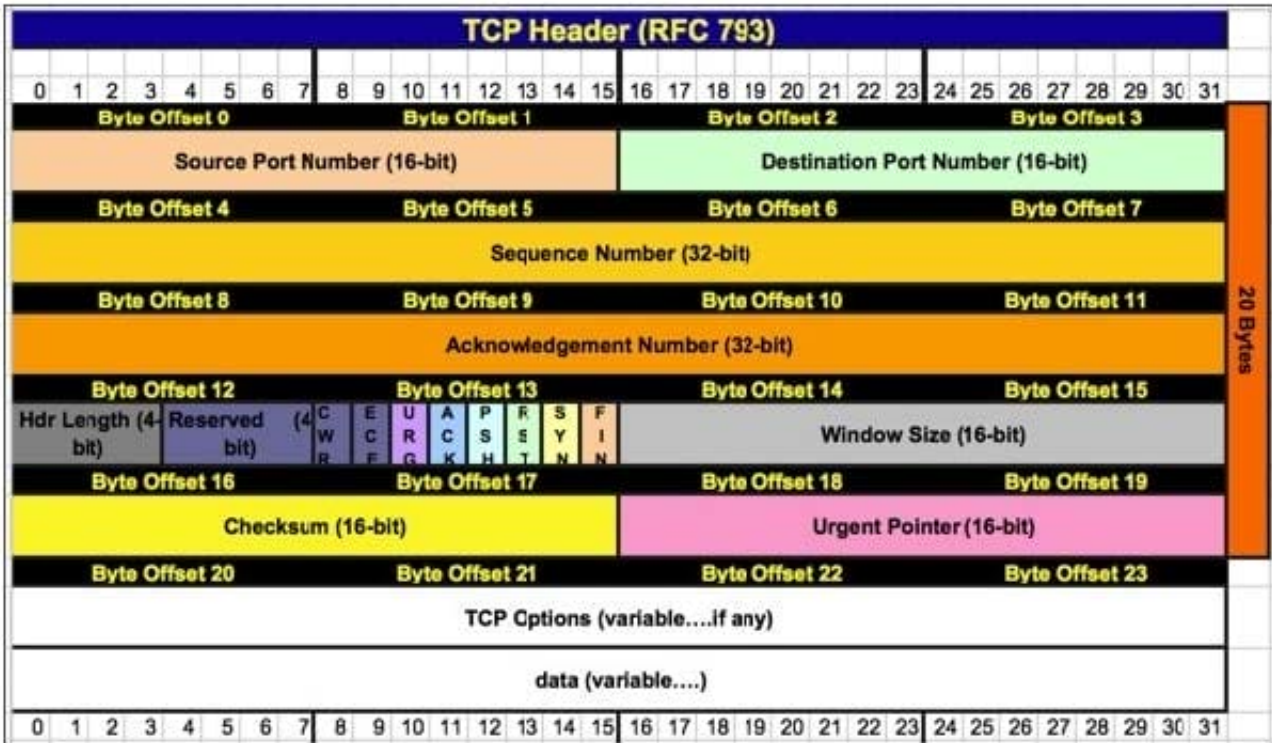 TCP Header (RFC 793)
0 1 2 3 4 5 6 7 8 9 10 11 12 13 14 15 16 17 18 19 20 21 22 23 24 25 26 27 28 29 30 31
Byte Offset 0 Byte Offset 1 Byte Offset 2 Byte Offset 3
Source Port Number (16-bit) Destination Port Number (16-bit)
Byte Offset 4 Byte Offset 5 Byte Offset 6 Byte Offset 7
Sequence Number (32-bit)
Byte Offset 8 Byte Offset 9 Byte Offset 10 Byte Offset 11
Acknowledgement Number (32-bit)
20 Bytes
Byte Offset 12 Byte Offset 13 Byte Offset 14 Byte Offset 15
Hdr Length (4-bit) Reserved (4 bit) CWR ECE URG ACK PSH RST SYN FIN Window Size (16-bit)
Byte Offset 16 Byte Offset 17 Byte Offset 18 Byte Offset 19
Checksum (16-bit) Urgent Pointer (16-bit)
Byte Offset 20 Byte Offset 21 Byte Offset 22 Byte Offset 23
TCP Options (variable....if any)
data (variable....)
0 1 2 3 4 5 6 7 8 9 10 11 12 13 14 15 16 17 18 19 20 21 22 23 24 25 26 27 28 29 30 31